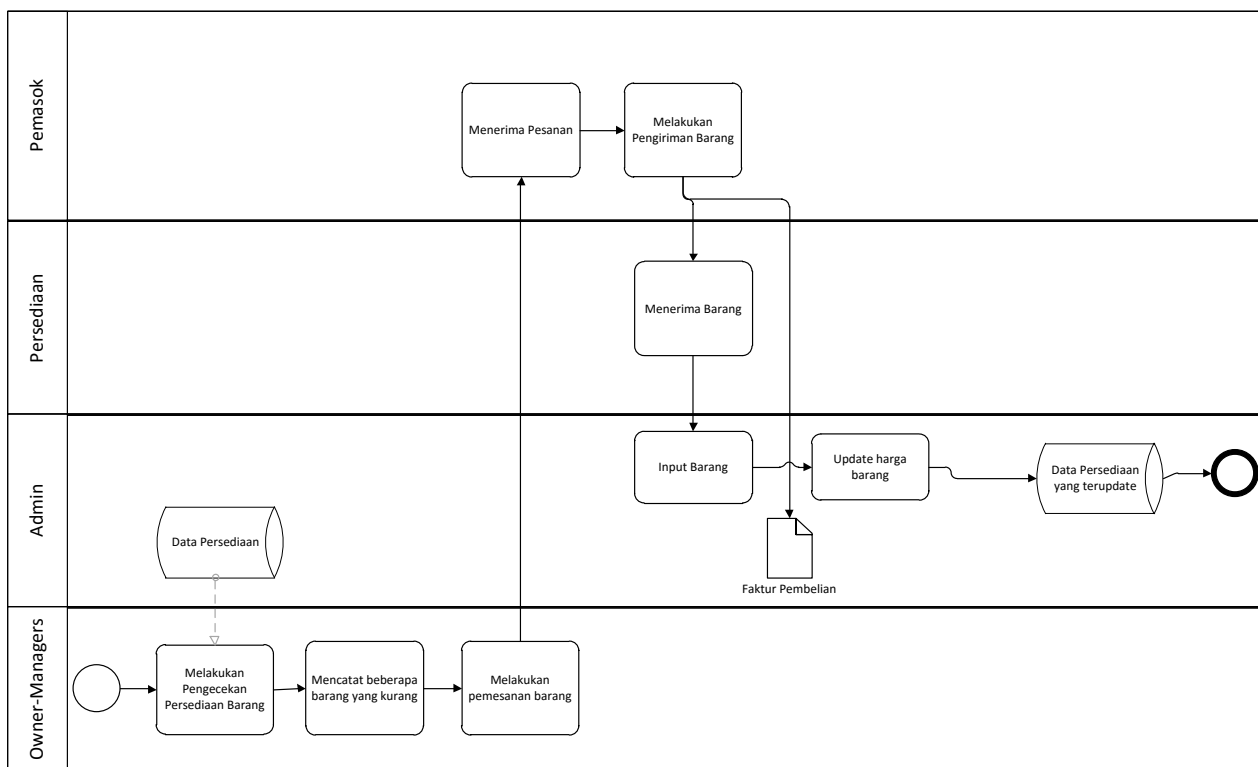 Pemasok
Menerima Pesanan
Melakukan
Pengiriman Barang
Persediaan
Menerima Barang
Admin
Input Barang
Update harga
barang
Data Persediaan
yang terupdate
Data Persediaan
Faktur Pembelian
Owner-Managers
Melakukan
Pengecekan
Persediaan Barang
Mencatat beberapa
barang yang kurang
Melakukan
pemesanan barang